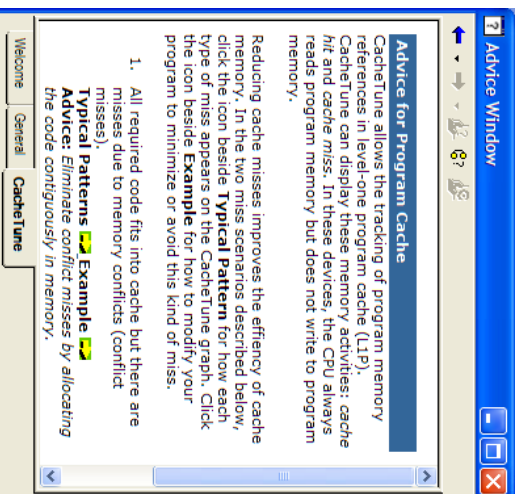 Advice Window
Advice for Program Cache
CacheTune allows the tracking of program memory
references in level-one program cache (L1P).
CacheTune can display these memory activities: cache
hit and cache miss. In these devices, the CPU always
reads program memory but does not write to program
memory.
Reducing cache misses improves the effiency of cache
memory. In the two miss scenarios described below,
click the icon beside Typical Pattern for how each
type of miss appears on the CacheTune graph. Click
the icon beside Example for how to modify your
program to minimize or avoid this kind of miss.
1. All required code fits into cache but there are
misses due to memory conflicts (conflict
misses).
Typical Patterns Example
Advice: Eliminate conflict misses by allocating
the code contiguously in memory.
Welcome General CacheTune